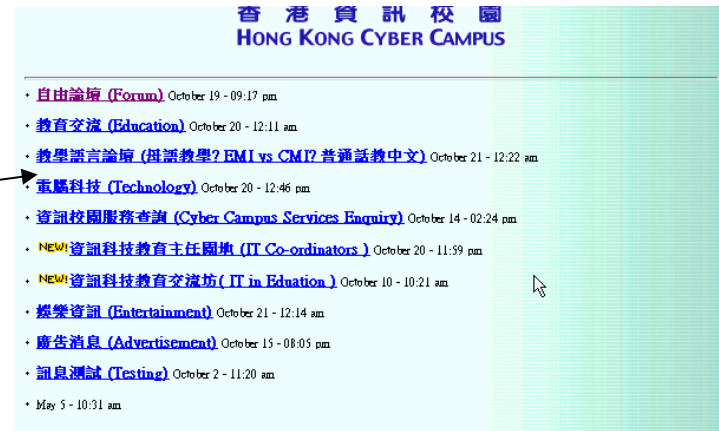 香港資訊校園
HONG KONG CYBER CAMPUS
自由論壇 (Forum) October 19 - 09:17 pm
教育交流 (Education) October 20 - 12:11 am
教學語言論壇 (母語教學? EMI vs CMI? 普通話教中文) October 21 - 12:22 am
電腦科技 (Technology) October 20 - 12:46 pm
資訊校園服務查詢 (Cyber Campus Services Enquiry) October 14 - 02:24 pm
NEW! 資訊科技教育主任園地 (IT Co-ordinators ) October 20 - 11:59 pm
NEW! 資訊科技教育交流坊( IT in Eduation ) October 10 - 10:21 am
娛樂資訊 (Entertainment) October 21 - 12:14 am
廣告消息 (Advertisement) October 15 - 08:05 pm
訊息測試 (Testing) October 2 - 11:20 am
May 5 - 10:31 am